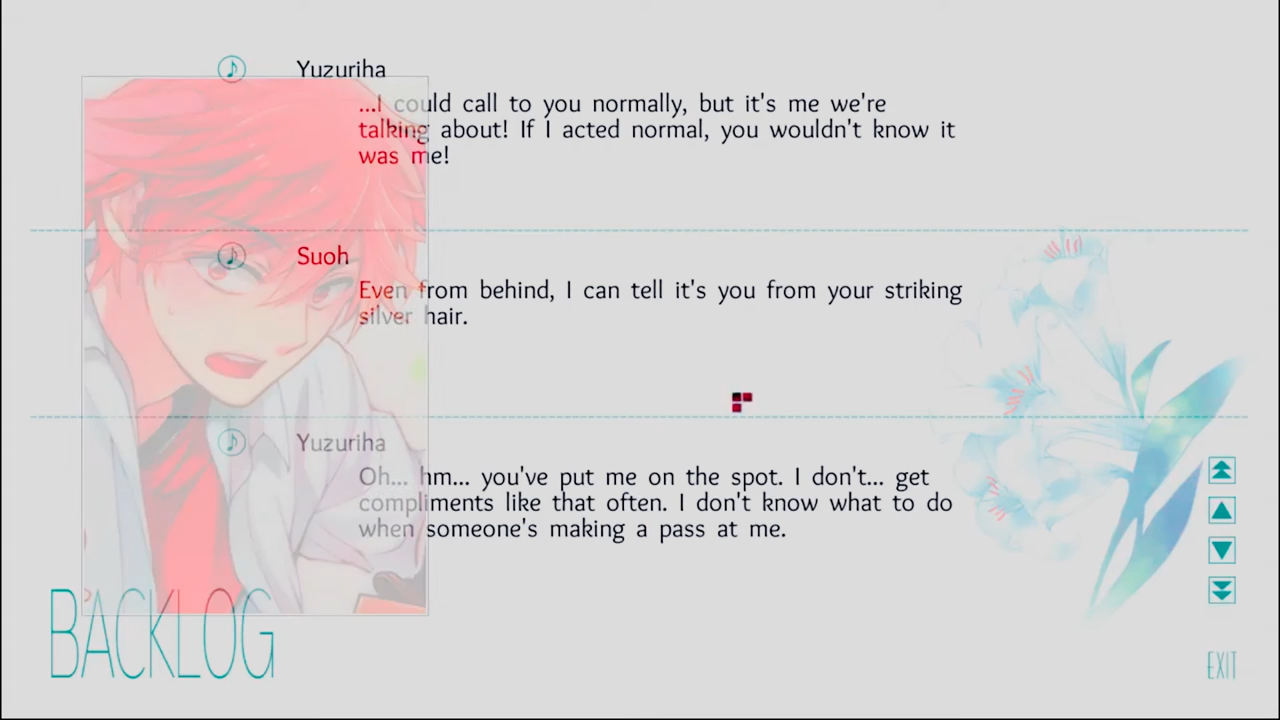 Yuzuriha
...I could call to you normally, but it's me we're
talking about! If I acted normal, you wouldn't know it
was me!
Suoh
Even from behind, I can tell it's you from your striking
silver hair.
Yuzuriha
Oh... hm... you've put me on the spot. I don't... get
compliments like that often. I don't know what to do
when someone's making a pass at me.
BACKLOG
EXIT